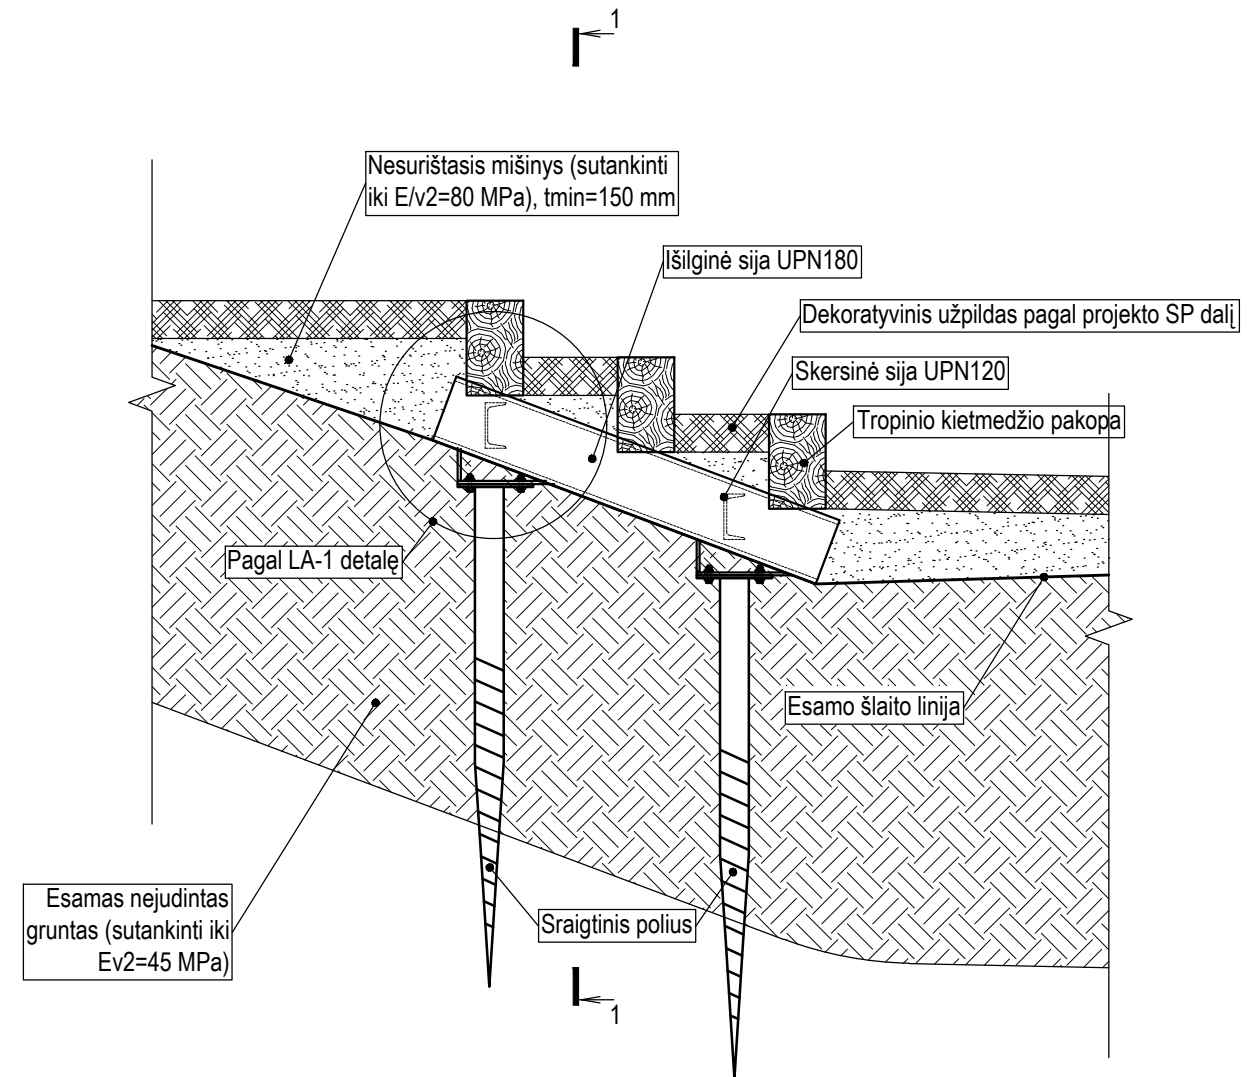 1
Nesurištasis mišinys (sutankinti
iki E/v2=80 MPa), tmin=150 mm
Išilginė sija UPN180
Dekoratyvinis užpildas pagal projekto SP dalį
Skersinė sija UPN120
Tropinio kietmedžio pakopa
Pagal LA-1 detalę
Esamo šlaito linija
Esamas nejudintas
gruntas (sutankinti iki
Ev2=45 MPa)
Sraigtinis polius
1